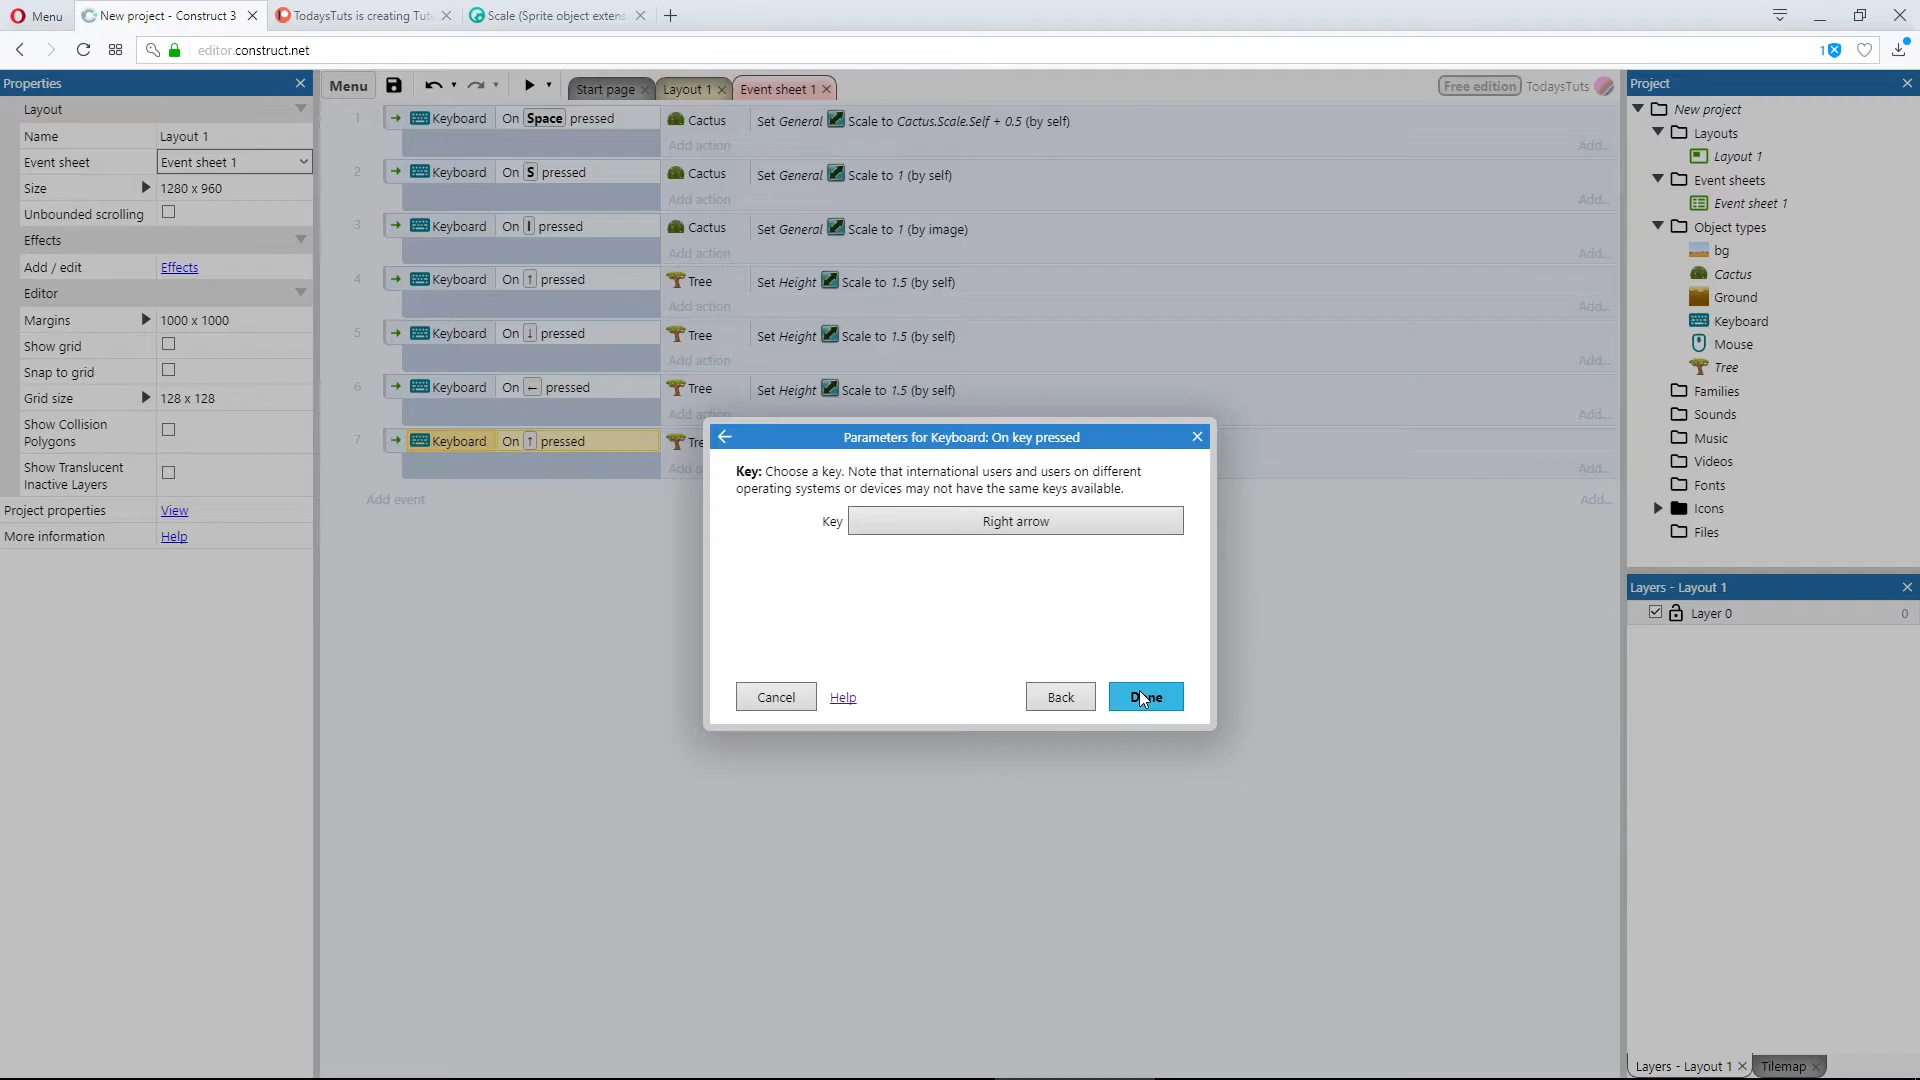 Menu
New project - Construct 3
TodaysTuts is creating Tut
Scale (Sprite object extens
editor.construct.net
1
Properties
Layout
Name Layout 1
Event sheet Event sheet 1
Size 1280 x 960
Unbounded scrolling
Effects
Add / edit Effects
Editor
Margins 1000 x 1000
Show grid
Snap to grid
Grid size 128 x 128
Show Collision
Polygons
Show Translucent
Inactive Layers
Project properties View
More information Help
Menu
Start page
Layout 1
Event sheet 1
Free edition TodaysTuts
1 Keyboard On Space pressed Cactus Set General Scale to Cactus.Scale.Self + 0.5 (by self)
Add action Add...
2 Keyboard On S pressed Cactus Set General Scale to 1 (by self)
Add action Add...
3 Keyboard On I pressed Cactus Set General Scale to 1 (by image)
Add action Add...
4 Keyboard On ↑ pressed Tree Set Height Scale to 1.5 (by self)
Add action Add...
5 Keyboard On ↓ pressed Tree Set Height Scale to 1.5 (by self)
Add action Add...
6 Keyboard On ← pressed Tree Set Height Scale to 1.5 (by self)
Add action Add...
7 Keyboard On ↑ pressed Tre
Add a Add...
Add event Add...
Parameters for Keyboard: On key pressed
Key: Choose a key. Note that international users and users on different
operating systems or devices may not have the same keys available.
Key Right arrow
Cancel Help Back Done
Project
New project
Layouts
Layout 1
Event sheets
Event sheet 1
Object types
bg
Cactus
Ground
Keyboard
Mouse
Tree
Families
Sounds
Music
Videos
Fonts
Icons
Files
Layers - Layout 1
Layer 0 0
Layers - Layout 1
Tilemap